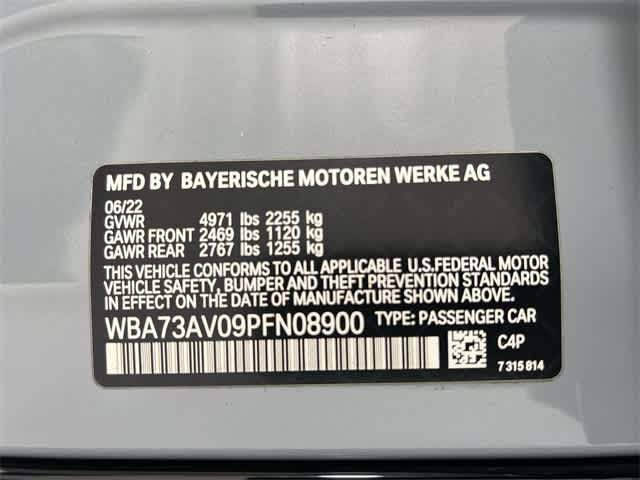 MFD BY BAYERISCHE MOTOREN WERKE AG
06/22
GVWR 4971 lbs 2255 kg
GAWR FRONT 2469 lbs 1120 kg
GAWR REAR 2767 lbs 1255 kg
THIS VEHICLE CONFORMS TO ALL APPLICABLE U.S.FEDERAL MOTOR
VEHICLE SAFETY, BUMPER AND THEFT PREVENTION STANDARDS
IN EFFECT ON THE DATE OF MANUFACTURE SHOWN ABOVE.
WBA73AV09PFN08900 TYPE: PASSENGER CAR
C4P
7 315 814